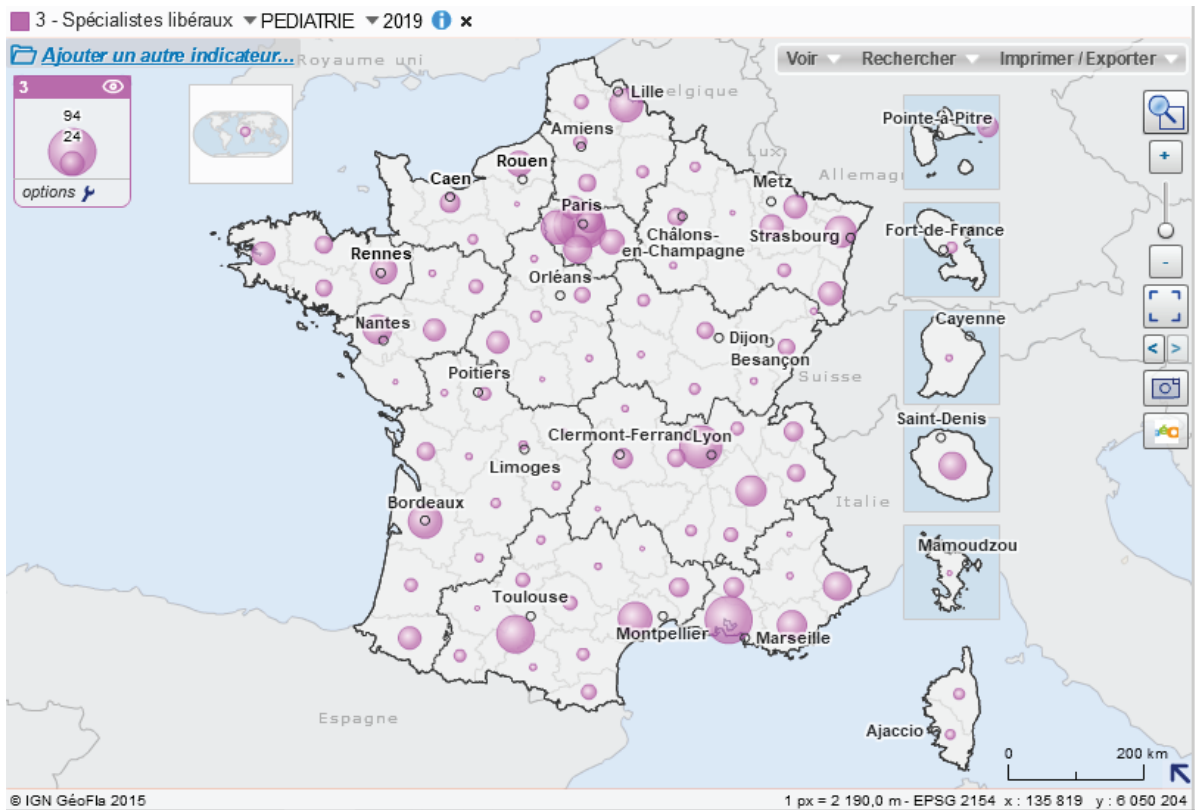 3 - Spécialistes libéraux PEDIATRIE 2019 i x
Ajouter un autre indicateur...
Royaume uni
Voir Rechercher Imprimer / Exporter
3
94
24
options
Lille
elgique
Pointe-à-Pitre
Amiens
Rouen
Lux.
Metz
Allemag
Caen
Paris
Châlons-
en-Champagne
Strasbourg
Fort-de-France
Rennes
Orléans
Cayenne
Nantes
Dijon
Besançon
Poitiers
Suisse
Saint-Denis
Clermont-Ferrand
Lyon
Limoges
Bordeaux
Italie
Mamoudzou
Toulouse
Montpellier
Marseille
Espagne
Ajaccio
+
-
< >
0 200 km
© IGN GéoFla 2015
1 px = 2 190,0 m - EPSG 2154 x : 135 819 y : 6 050 204